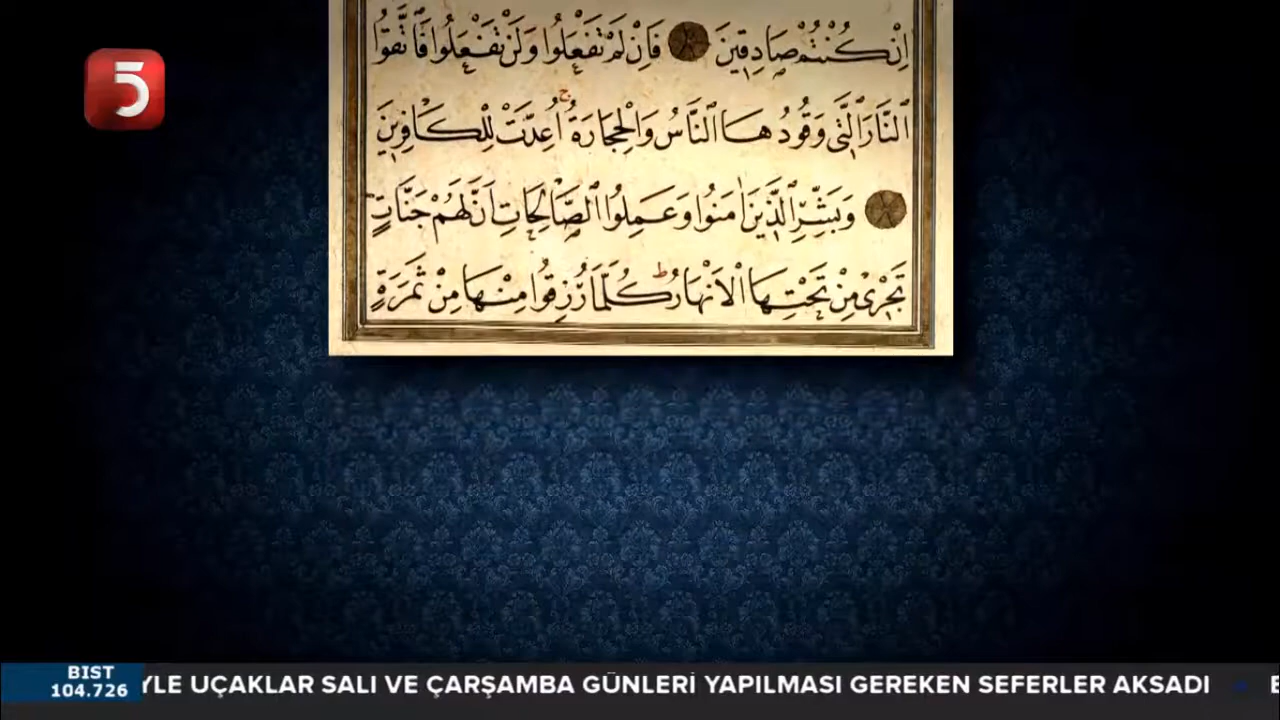 اِنْ كُنْتُمْ صَادِقِينَ فَاِنْ لَمْ تَفْعَلُوا وَلَنْ تَفْعَلُوا فَاتَّقُوا
النَّارَ الَّتِى وَقُودُهَا النَّاسُ وَالْحِجَارَةُ ج اُعِدَّتْ لِلْكَافِرِينَ
وَبَشِّرِ الَّذِينَ اٰمَنُوا وَعَمِلُوا الصَّالِحَاتِ اَنَّ لَهُمْ جَنَّاتٍ
تَجْرِى مِنْ تَحْتِهَا الْاَنْهَارُ ط كُلَّمَا رُزِقُوا مِنْهَا مِنْ ثَمَرَةٍ
5
BIST
104.726
YLE UÇAKLAR SALI VE ÇARŞAMBA GÜNLERİ YAPILMASI GEREKEN SEFERLER AKSADI